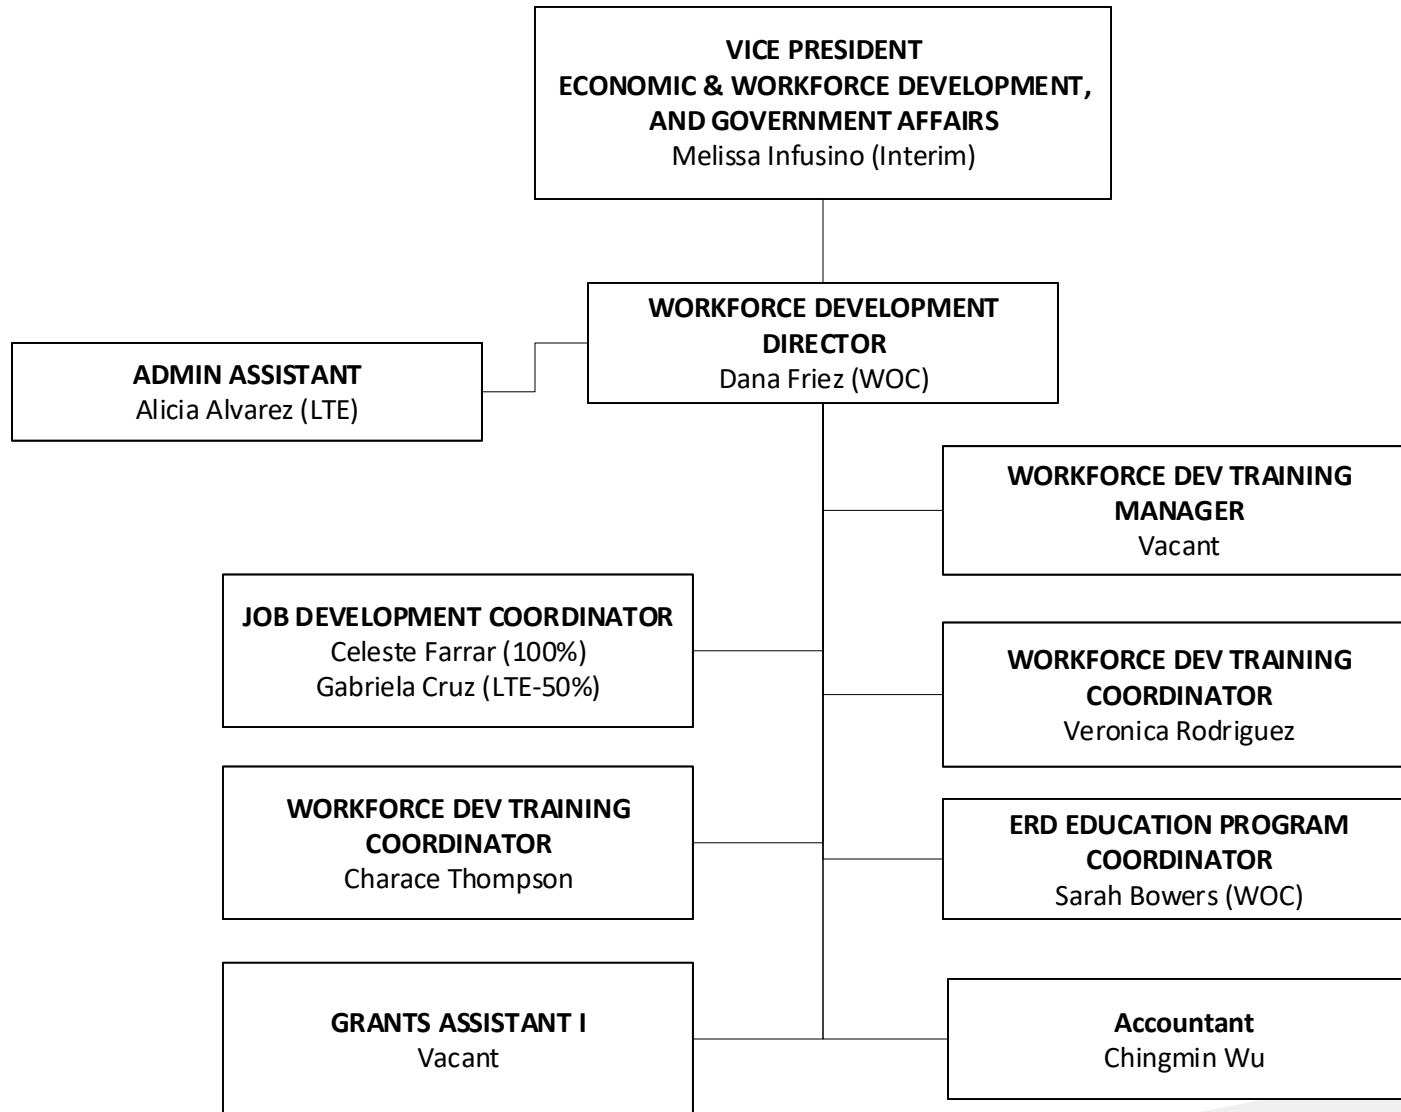 VICE PRESIDENT
ECONOMIC & WORKFORCE DEVELOPMENT,
AND GOVERNMENT AFFAIRS
Melissa Infusino (Interim)
WORKFORCE DEVELOPMENT
DIRECTOR
Dana Friez (WOC)
ADMIN ASSISTANT
Alicia Alvarez (LTE)
WORKFORCE DEV TRAINING
MANAGER
Vacant
JOB DEVELOPMENT COORDINATOR
Celeste Farrar (100%)
Gabriela Cruz (LTE-50%)
WORKFORCE DEV TRAINING
COORDINATOR
Veronica Rodriguez
WORKFORCE DEV TRAINING
COORDINATOR
Charace Thompson
ERD EDUCATION PROGRAM
COORDINATOR
Sarah Bowers (WOC)
GRANTS ASSISTANT I
Vacant
Accountant
Chingmin Wu